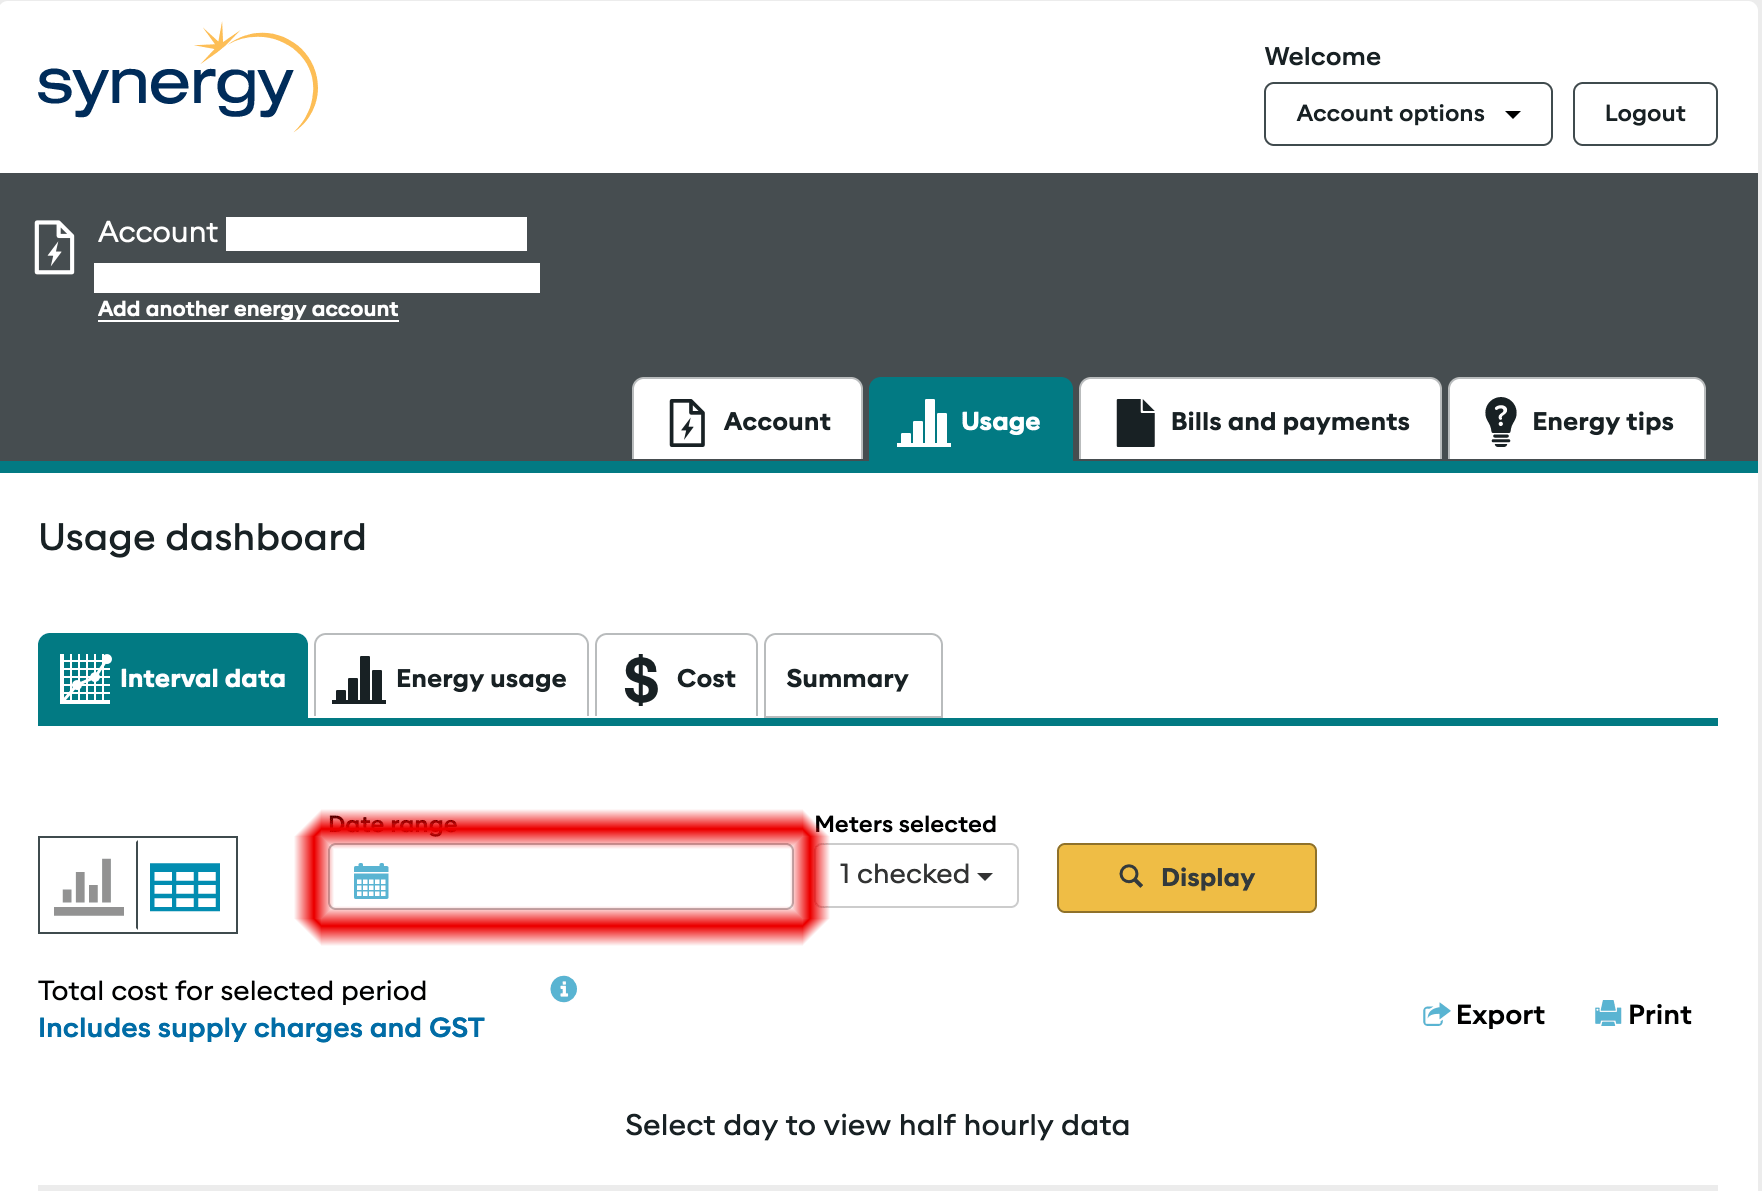 synergy
Welcome
Account options
Logout
Account
Add another energy account
Account
Usage
Bills and payments
Energy tips
Usage dashboard
Interval data
Energy usage
$ Cost
Summary
Date range
Meters selected
1 checked
Display
Total cost for selected period
Includes supply charges and GST
Export
Print
Select day to view half hourly data